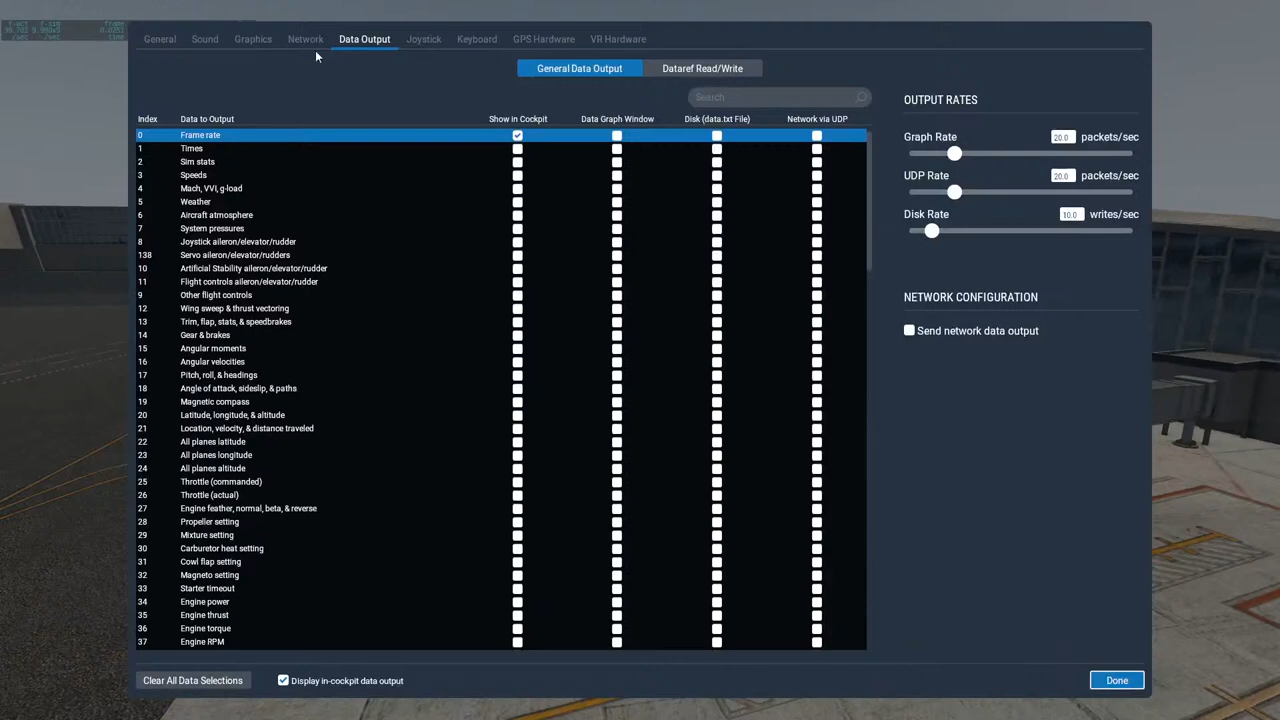 f-act f-sim frame
/sec /sec time
General Sound Graphics Network Data Output Joystick Keyboard GPS Hardware VR Hardware
General Data Output Dataref Read/Write
Search
Index Data to Output Show in Cockpit Data Graph Window Disk (data.txt File) Network via UDP
0 Frame rate
1 Times
2 Sim stats
3 Speeds
4 Mach, VVI, g-load
5 Weather
6 Aircraft atmosphere
7 System pressures
8 Joystick aileron/elevator/rudder
138 Servo aileron/elevator/rudders
10 Artificial Stability aileron/elevator/rudder
11 Flight controls aileron/elevator/rudder
9 Other flight controls
12 Wing sweep & thrust vectoring
13 Trim, flap, stats, & speedbrakes
14 Gear & brakes
15 Angular moments
16 Angular velocities
17 Pitch, roll, & headings
18 Angle of attack, sideslip, & paths
19 Magnetic compass
20 Latitude, longitude, & altitude
21 Location, velocity, & distance traveled
22 All planes latitude
23 All planes longitude
24 All planes altitude
25 Throttle (commanded)
26 Throttle (actual)
27 Engine feather, normal, beta, & reverse
28 Propeller setting
29 Mixture setting
30 Carburetor heat setting
31 Cowl flap setting
32 Magneto setting
33 Starter timeout
34 Engine power
35 Engine thrust
36 Engine torque
37 Engine RPM
OUTPUT RATES
Graph Rate 20.0 packets/sec
UDP Rate 20.0 packets/sec
Disk Rate 10.0 writes/sec
NETWORK CONFIGURATION
Send network data output
Clear All Data Selections Display in-cockpit data output Done